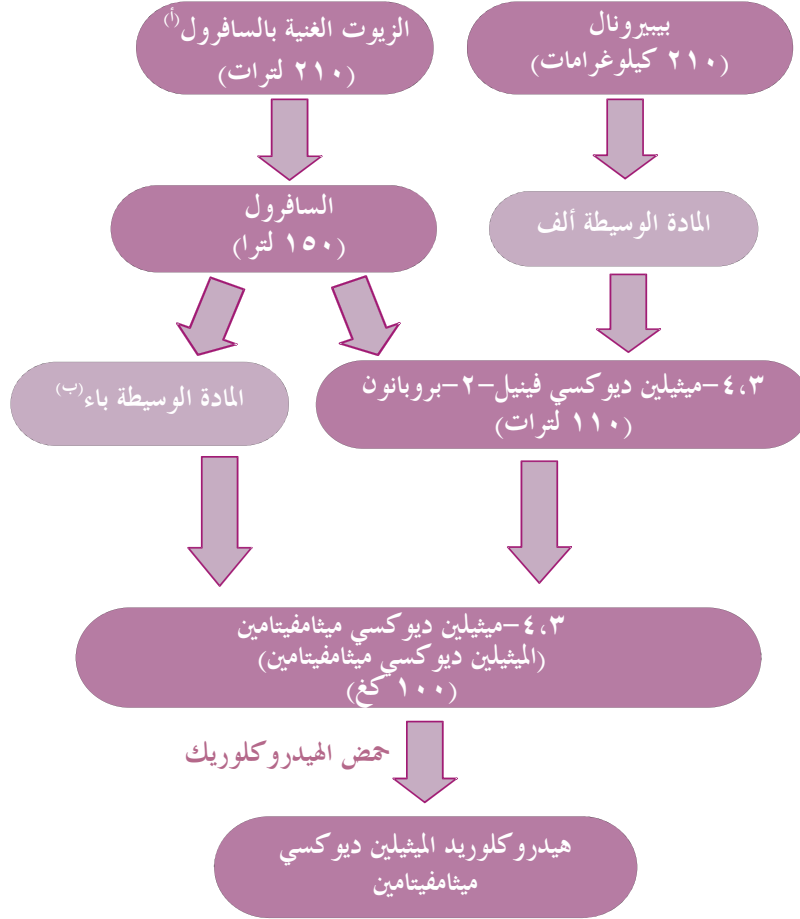 بيبيرونال
(٢١٠ كيلوغرامات)
الزيوت الغنية بالسافرول(أ)
(٢١٠ لترات)
المادة الوسيطة ألف
السافرول
(١٥٠ لترا)
٣،٤-ميثيلين ديوكسي فينيل-٢-بروبانون
(١١٠ لترات)
المادة الوسيطة باء(ب)
٣،٤-ميثيلين ديوكسي ميثامفيتامين
(الميثيلين ديوكسي ميثامفيتامين)
(١٠٠ كغ)
حمض الهيدروكلوريك
هيدروكلوريد الميثيلين ديوكسي
ميثامفيتامين